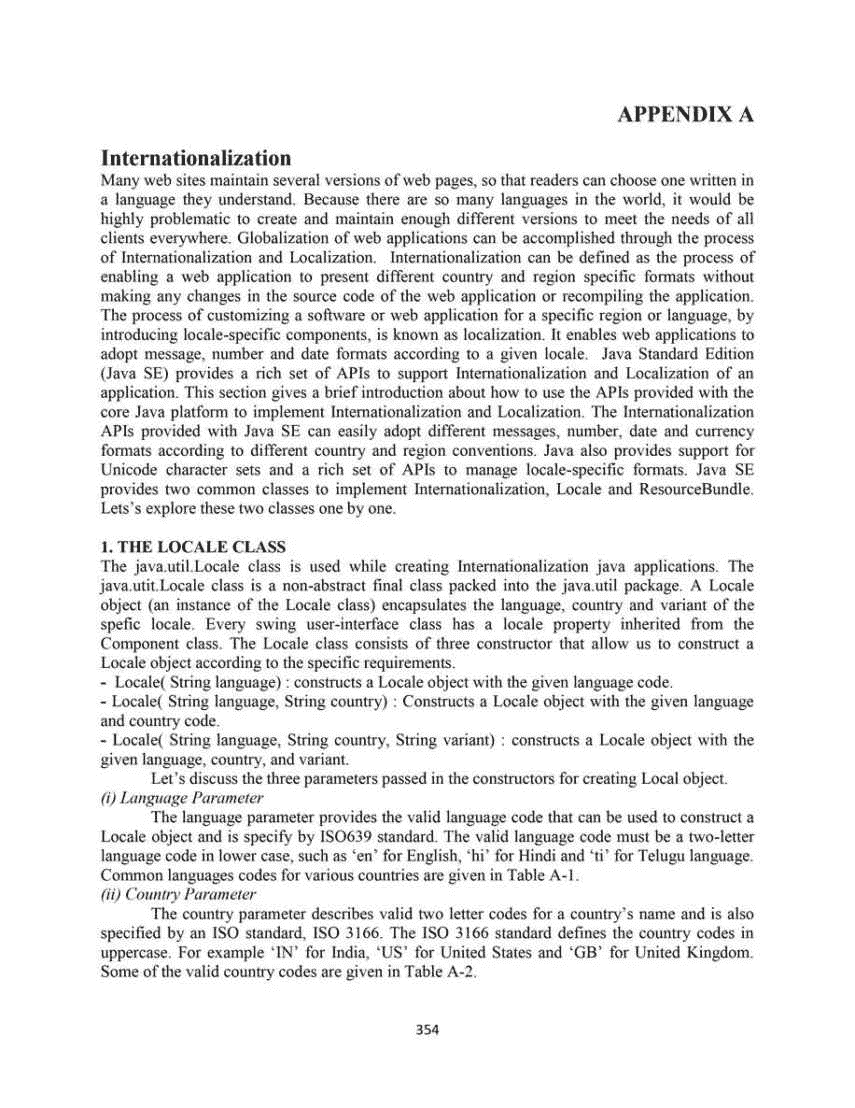 APPENDIX A
Internationalization
Many web sites maintain several versions of web pages, so that readers can choose one written in
a language they understand. Because there are so many languages in the world, it would be
highly problematic to create and maintain enough different versions to meet the needs of all
clients everywhere. Globalization of web applications can be accomplished through the process
of Internationalization and Localization. Internationalization can be defined as the process of
enabling a web application to present different country and region specific formats without
making any changes in the source code of the web application or recompiling the application.
The process of customizing a software or web application for a specific region or language, by
introducing locale-specific components, is known as localization. It enables web applications to
adopt message, number and date formats according to a given locale. Java Standard Edition
(Java SE) provides a rich set of APIs to support Internationalization and Localization of an
application. This section gives a brief introduction about how to use the APIs provided with the
core Java platform to implement Internationalization and Localization. The Internationalization
APIs provided with Java SE can easily adopt different messages, number, date and currency
formats according to different country and region conventions. Java also provides support for
Unicode character sets and a rich set of APIs to manage locale-specific formats. Java SE
provides two common classes to implement Internationalization, Locale and ResourceBundle.
Lets's explore these two classes one by one.
1. THE LOCALE CLASS
The java.util.Locale class is used while creating Internationalization java applications. The
java.utit.Locale class is a non-abstract final class packed into the java.util package. A Locale
object (an instance of the Locale class) encapsulates the language, country and variant of the
spefic locale. Every swing user-interface class has a locale property inherited from the
Component class. The Locale class consists of three constructor that allow us to construct a
Locale object according to the specific requirements.
- Locale( String language) : constructs a Locale object with the given language code.
- Locale( String language, String country) : Constructs a Locale object with the given language
and country code.
- Locale( String language, String country, String variant) : constructs a Locale object with the
given language, country, and variant.
Let's discuss the three parameters passed in the constructors for creating Local object.
(i) Language Parameter
The language parameter provides the valid language code that can be used to construct a
Locale object and is specify by ISO639 standard. The valid language code must be a two-letter
language code in lower case, such as 'en' for English, 'hi' for Hindi and 'ti' for Telugu language.
Common languages codes for various countries are given in Table A-1.
(ii) Country Parameter
The country parameter describes valid two letter codes for a country's name and is also
specified by an ISO standard, ISO 3166. The ISO 3166 standard defines the country codes in
uppercase. For example 'IN' for India, 'US' for United States and 'GB' for United Kingdom.
Some of the valid country codes are given in Table A-2.
354